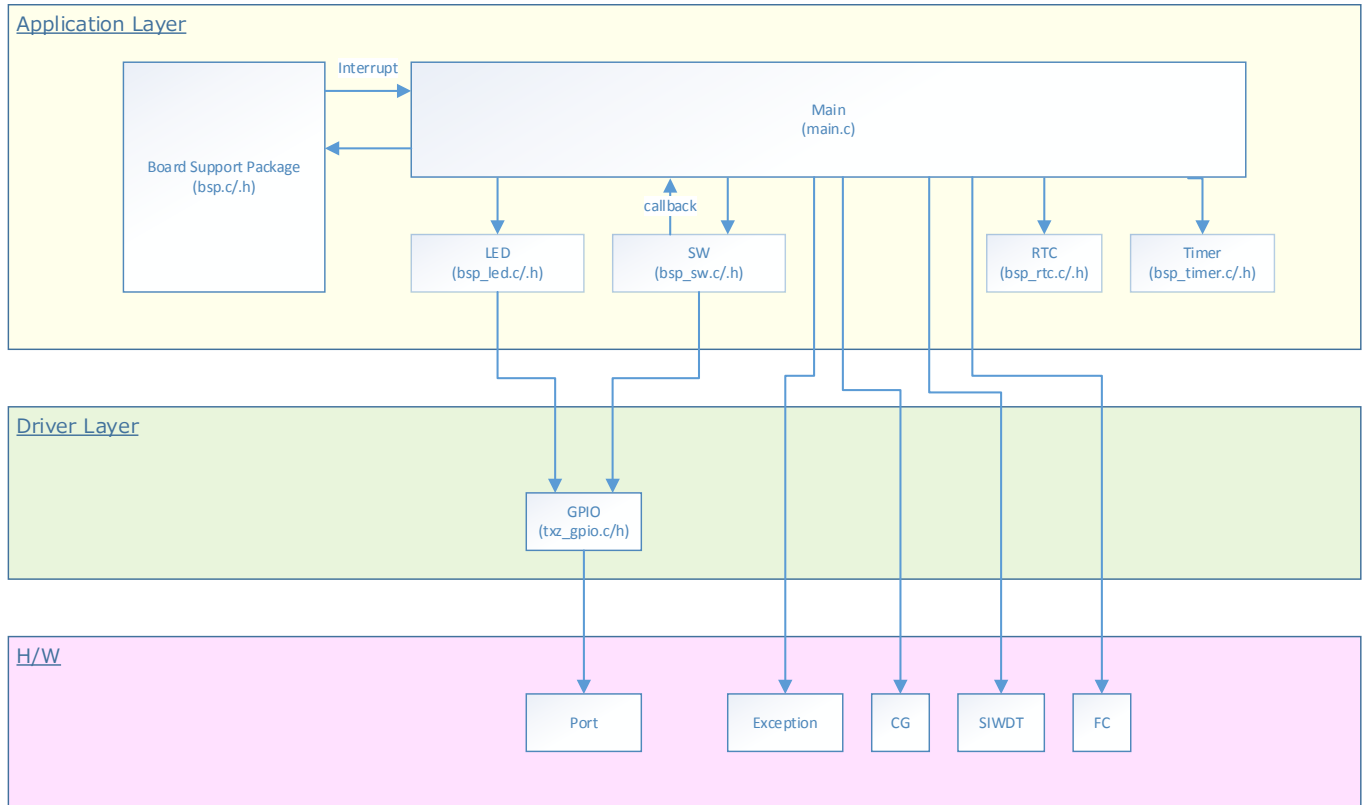 Application Layer
Interrupt
Main
(main.c)
Board Support Package
(bsp.c/.h)
callback
LED
(bsp_led.c/.h)
SW
(bsp_sw.c/.h)
RTC
(bsp_rtc.c/.h)
Timer
(bsp_timer.c/.h)
Driver Layer
GPIO
(txz_gpio.c/h)
H/W
Port
Exception
CG
SIWDT
FC